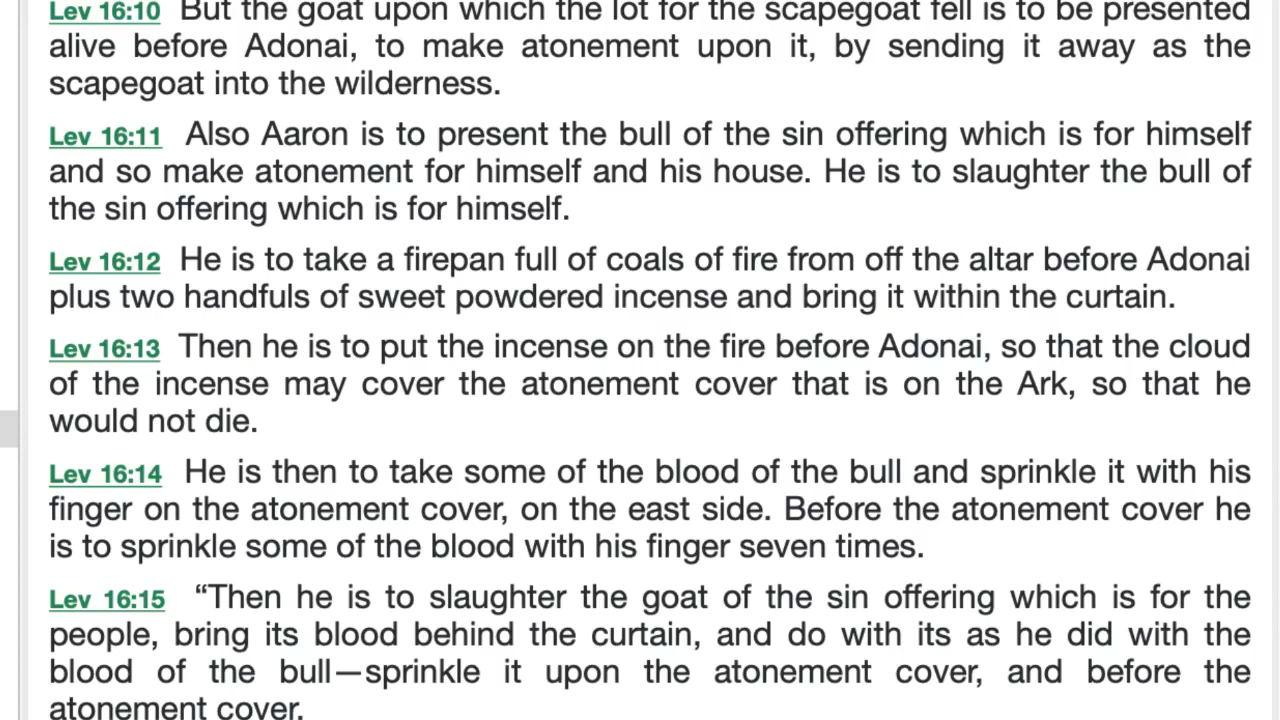 Lev 16:10 But the goat upon which the lot for the scapegoat fell is to be presented
alive before Adonai, to make atonement upon it, by sending it away as the
scapegoat into the wilderness.
Lev 16:11 Also Aaron is to present the bull of the sin offering which is for himself
and so make atonement for himself and his house. He is to slaughter the bull of
the sin offering which is for himself.
Lev 16:12 He is to take a firepan full of coals of fire from off the altar before Adonai
plus two handfuls of sweet powdered incense and bring it within the curtain.
Lev 16:13 Then he is to put the incense on the fire before Adonai, so that the cloud
of the incense may cover the atonement cover that is on the Ark, so that he
would not die.
Lev 16:14 He is then to take some of the blood of the bull and sprinkle it with his
finger on the atonement cover, on the east side. Before the atonement cover he
is to sprinkle some of the blood with his finger seven times.
Lev 16:15 “Then he is to slaughter the goat of the sin offering which is for the
people, bring its blood behind the curtain, and do with its as he did with the
blood of the bull—sprinkle it upon the atonement cover, and before the
atonement cover.